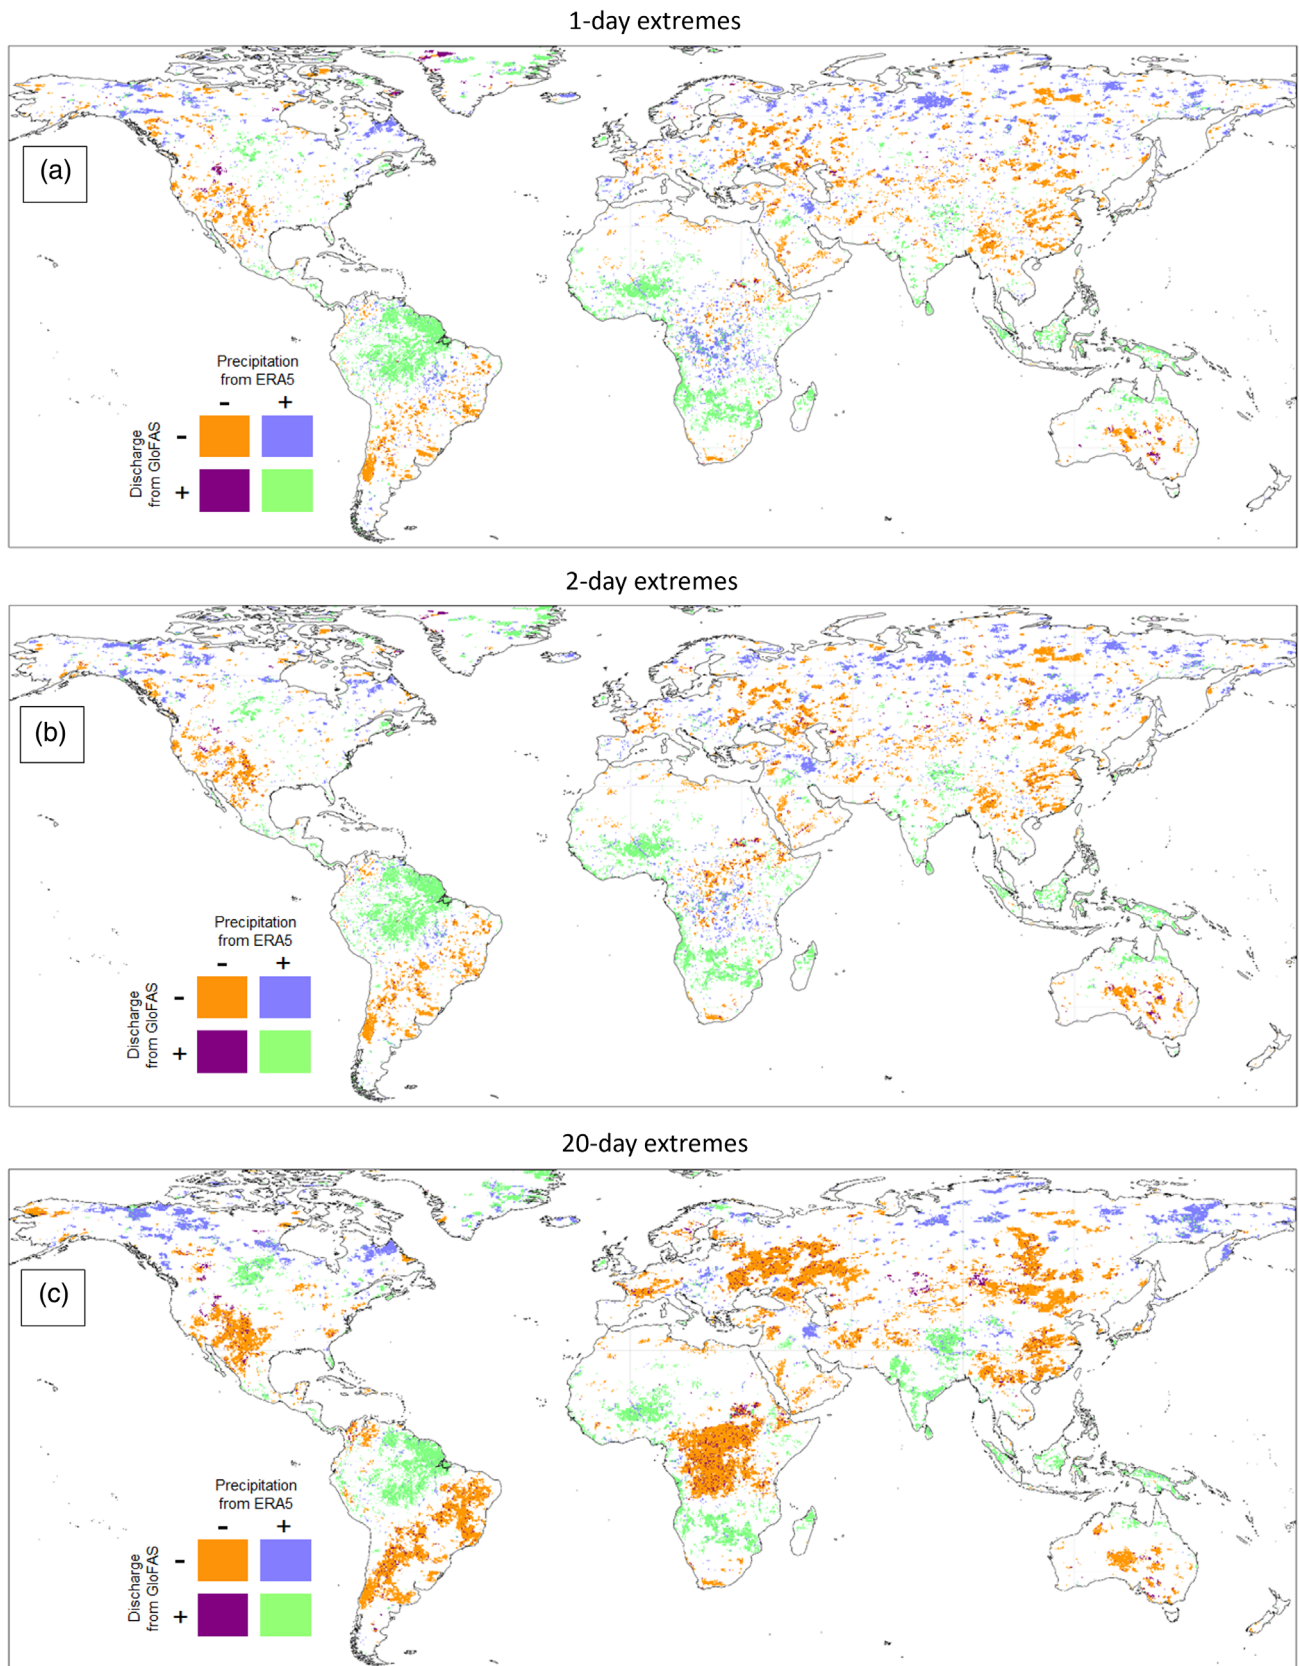 1-day extremes
(a)
Precipitation
from ERA5
- +
Discharge
from GloFAS
-
+
2-day extremes
(b)
Precipitation
from ERA5
- +
Discharge
from GloFAS
-
+
20-day extremes
(c)
Precipitation
from ERA5
- +
Discharge
from GloFAS
-
+